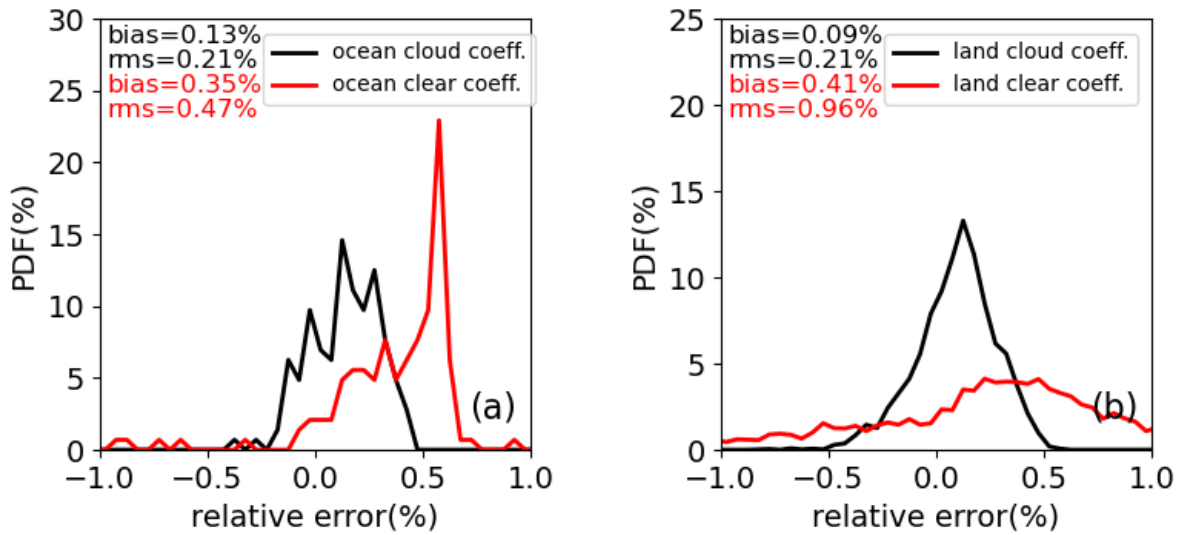 bias=0.13%
rms=0.21%
bias=0.35%
rms=0.47%
ocean cloud coeff.
ocean clear coeff.
30
25
20
15
10
5
0
PDF(%)
(a)
−1.0 −0.5 0.0 0.5 1.0
relative error(%)
bias=0.09%
rms=0.21%
bias=0.41%
rms=0.96%
land cloud coeff.
land clear coeff.
25
20
15
10
5
0
PDF(%)
(b)
−1.0 −0.5 0.0 0.5 1.0
relative error(%)